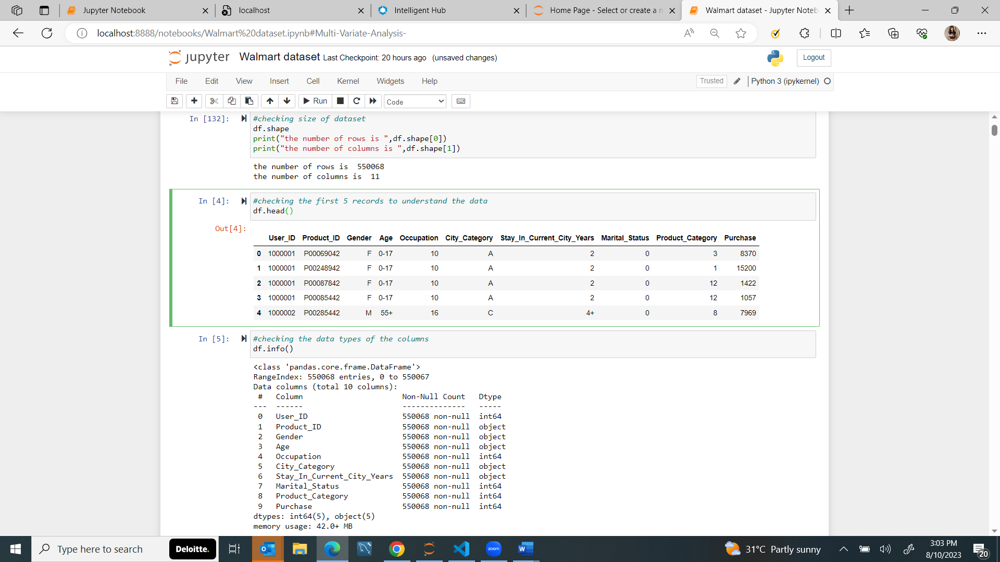 Jupyter Notebook
localhost
Intelligent Hub
Home Page - Select or create a n
Walmart dataset - Jupyter Noteb
localhost:8888/notebooks/Walmart%20dataset.ipynb#Multi-Variate-Analysis-
jupyter Walmart dataset Last Checkpoint: 20 hours ago (unsaved changes)
Logout
File Edit View Insert Cell Kernel Widgets Help
Trusted
Python 3 (ipykernel)
Run
Code
In [132]: #checking size of dataset
df.shape
print("the number of rows is ",df.shape[0])
print("the number of columns is ",df.shape[1])
the number of rows is  550068
the number of columns is  11
In [4]: #checking the first 5 records to understand the data
df.head()
Out[4]:
User_ID Product_ID Gender Age Occupation City_Category Stay_In_Current_City_Years Marital_Status Product_Category Purchase
0 1000001 P00069042 F 0-17 10 A 2 0 3 8370
1 1000001 P00248942 F 0-17 10 A 2 0 1 15200
2 1000001 P00087842 F 0-17 10 A 2 0 12 1422
3 1000001 P00085442 F 0-17 10 A 2 0 12 1057
4 1000002 P00285442 M 55+ 16 C 4+ 0 8 7969
In [5]: #checking the data types of the columns
df.info()
<class 'pandas.core.frame.DataFrame'>
RangeIndex: 550068 entries, 0 to 550067
Data columns (total 10 columns):
 #   Column                      Non-Null Count   Dtype
---  ------                      --------------   -----
 0   User_ID                     550068 non-null  int64
 1   Product_ID                  550068 non-null  object
 2   Gender                      550068 non-null  object
 3   Age                         550068 non-null  object
 4   Occupation                  550068 non-null  int64
 5   City_Category               550068 non-null  object
 6   Stay_In_Current_City_Years  550068 non-null  object
 7   Marital_Status              550068 non-null  int64
 8   Product_Category            550068 non-null  int64
 9   Purchase                    550068 non-null  int64
dtypes: int64(5), object(5)
memory usage: 42.0+ MB
Type here to search
Deloitte.
zoom
31°C Partly sunny
3:03 PM
8/10/2023
20